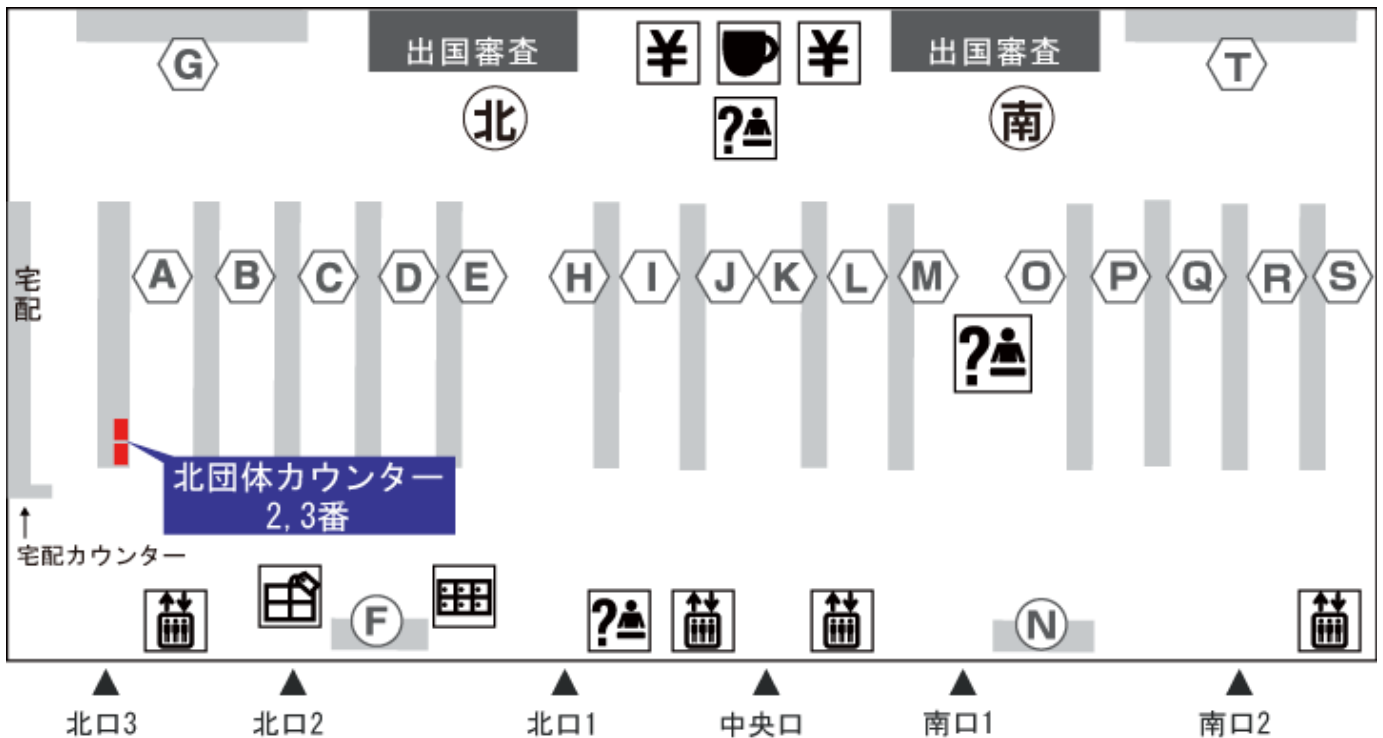 出国審査
¥
¥
出国審査
G
T
北
南
?
宅配
A
B
C
D
E
H
I
J
K
L
M
O
P
Q
R
S
?
北団体カウンター
2,3番
↑
宅配カウンター
F
?
N
▲
▲
▲
▲
▲
▲
北口3
北口2
北口1
中央口
南口1
南口2